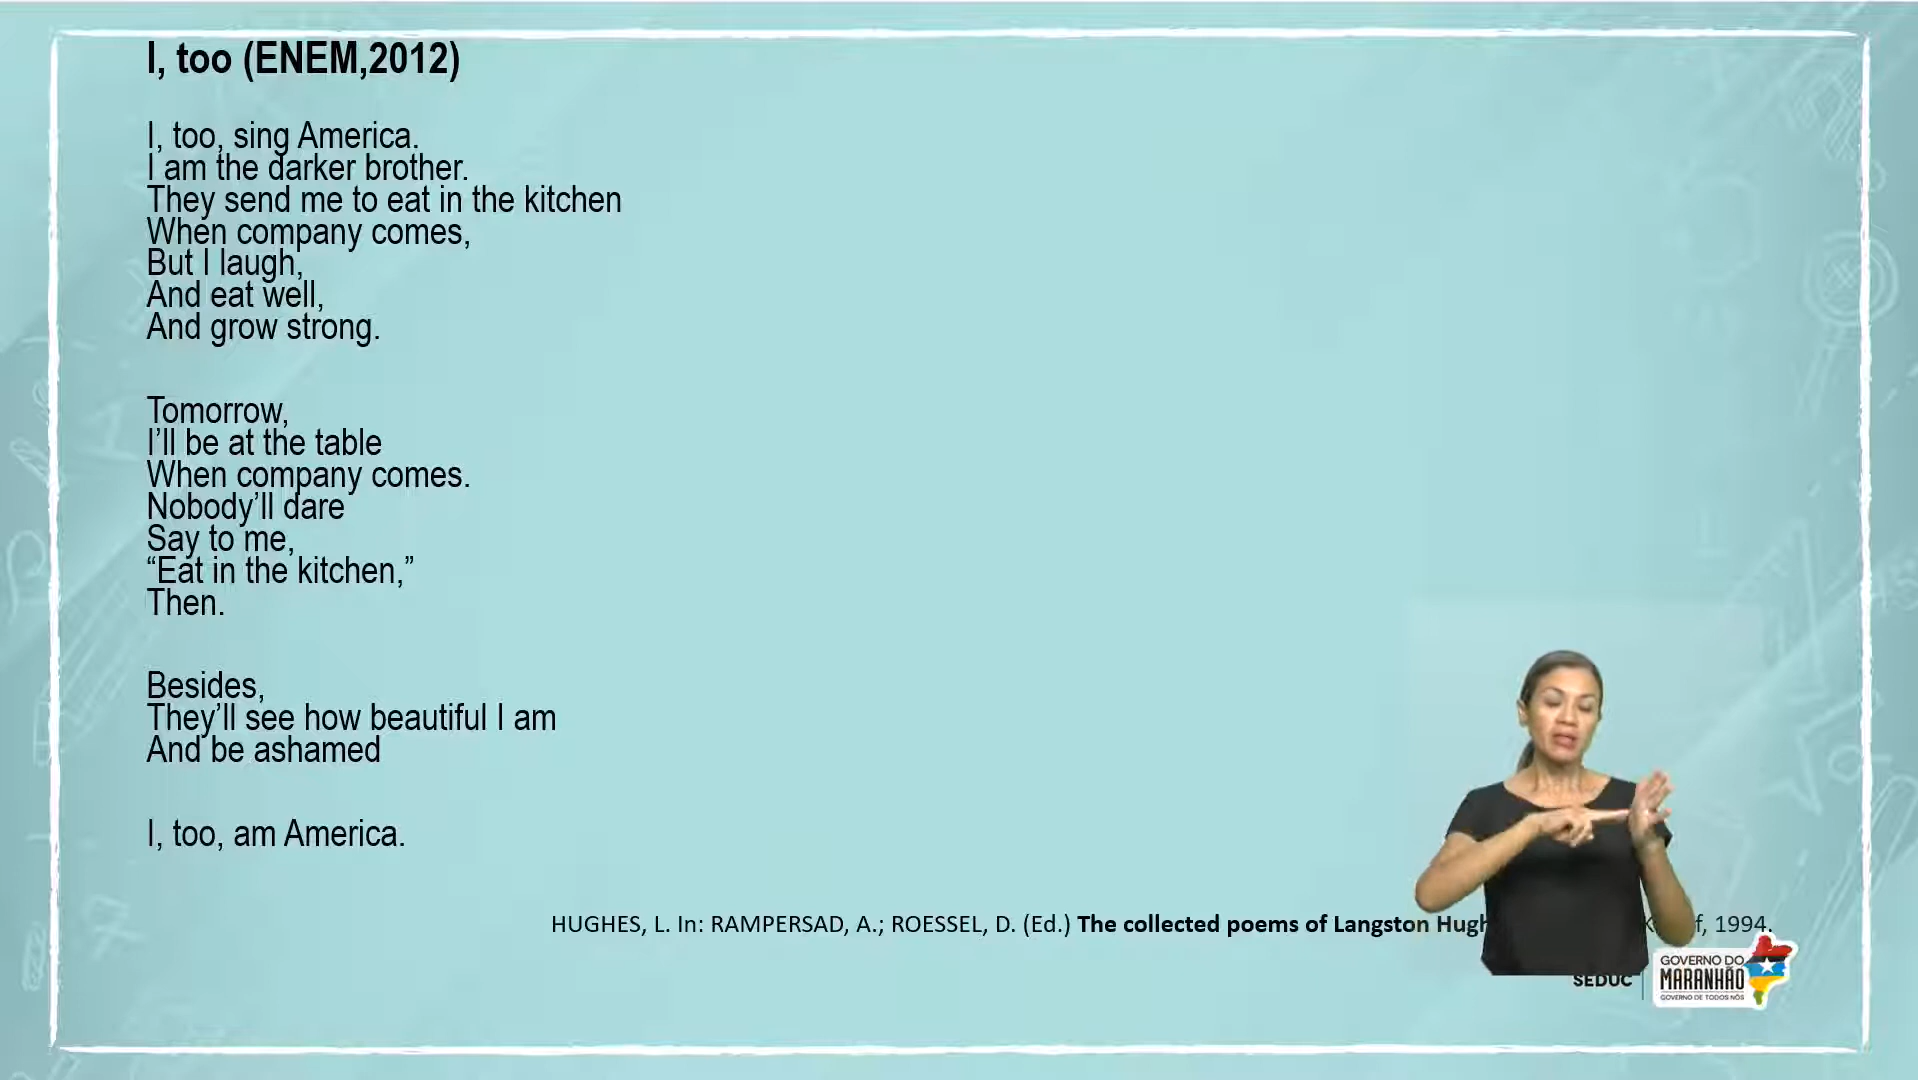 I, too (ENEM,2012)
I, too, sing America.
I am the darker brother.
They send me to eat in the kitchen
When company comes,
But I laugh,
And eat well,
And grow strong.
Tomorrow,
I’ll be at the table
When company comes.
Nobody’ll dare
Say to me,
“Eat in the kitchen,”
Then.
Besides,
They’ll see how beautiful I am
And be ashamed
I, too, am America.
HUGHES, L. In: RAMPERSAD, A.; ROESSEL, D. (Ed.) The collected poems of Langston 1994.
SEDUC
GOVERNO DO
MARANHÃO
GOVERNO DE TODOS NÓS